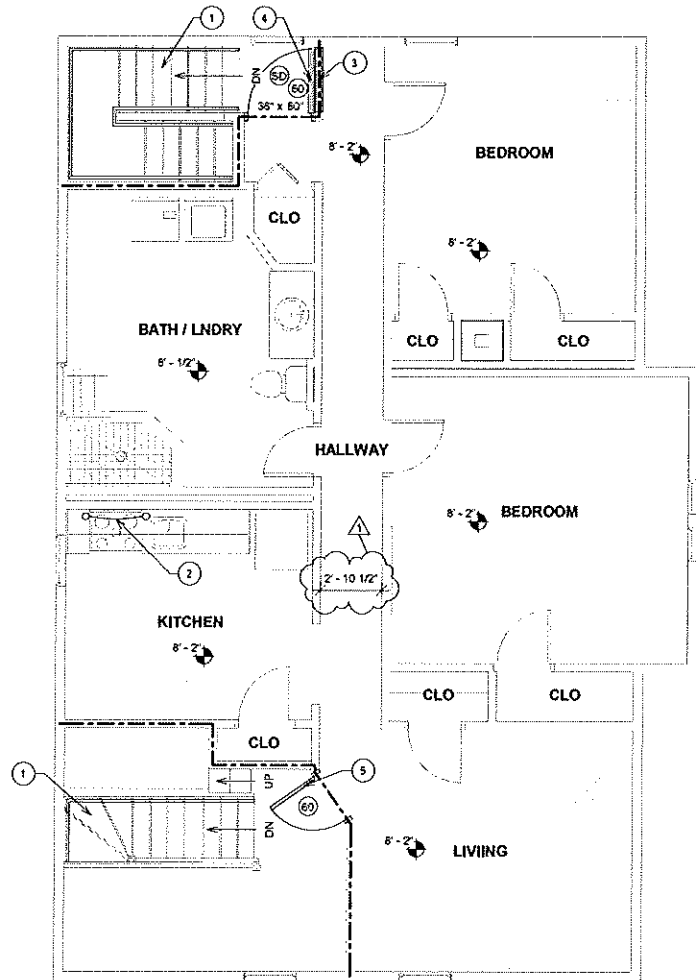 1
4
3
DN
SD
60
36" x 80"
8' - 2"
BEDROOM
CLO
8' - 2"
BATH / LNDRY
CLO
CLO
8' - 1/2"
HALLWAY
BEDROOM
8' - 2"
1
2
2' - 10 1/2"
KITCHEN
8' - 2"
CLO
CLO
CLO
1
UP
5
60
DN
8' - 2"
LIVIING